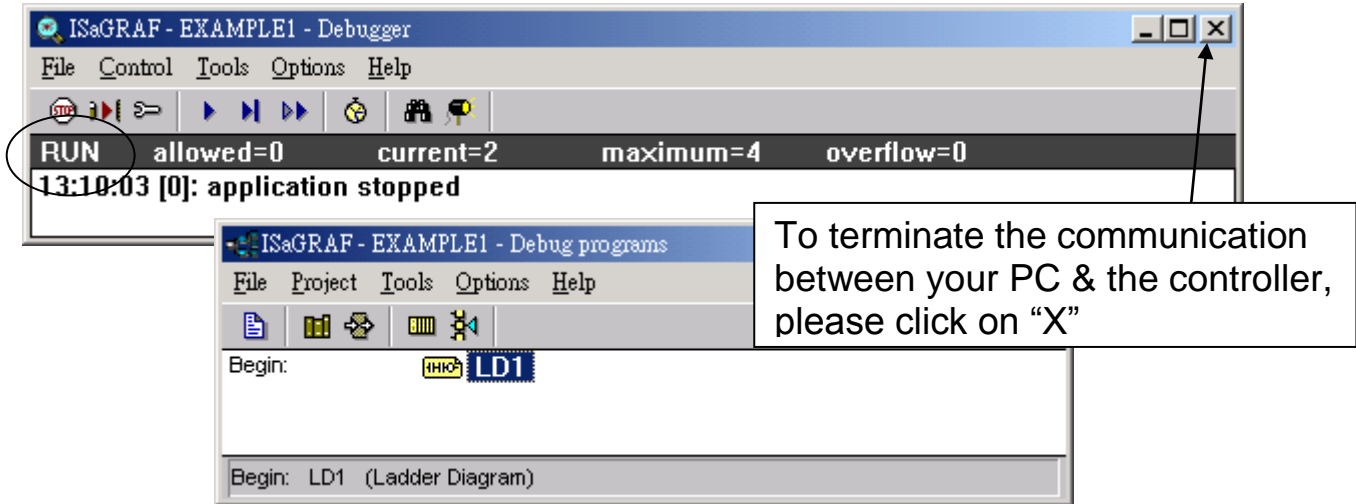 ISaGRAF - EXAMPLE1 - Debugger
File Control Tools Options Help
STOP
RUN allowed=0 current=2 maximum=4 overflow=0
13:10:03 [0]: application stopped
ISaGRAF - EXAMPLE1 - Debug programs
File Project Tools Options Help
Begin: LD1
Begin: LD1 (Ladder Diagram)
To terminate the communication
between your PC & the controller,
please click on “X”